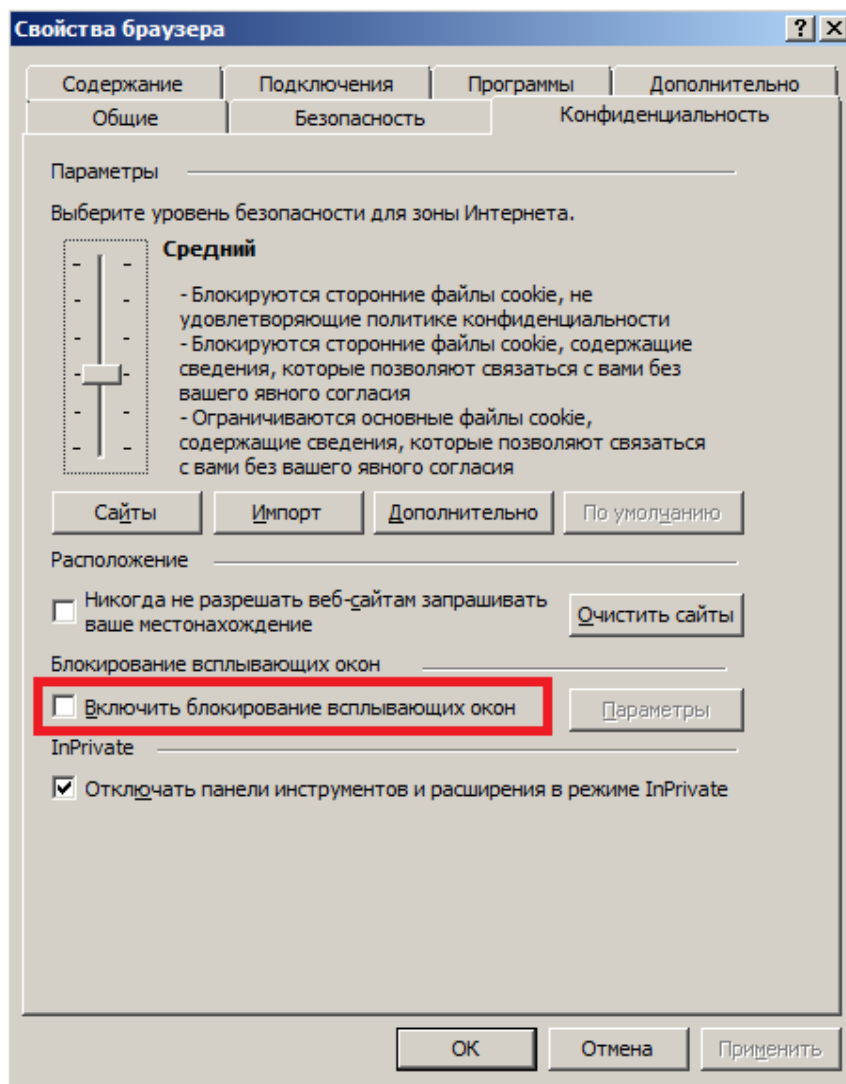 Свойства браузера
Содержание Подключения Программы Дополнительно
Общие Безопасность Конфиденциальность
Параметры
Выберите уровень безопасности для зоны Интернета.
Средний
- Блокируются сторонние файлы cookie, не
удовлетворяющие политике конфиденциальности
- Блокируются сторонние файлы cookie, содержащие
сведения, которые позволяют связаться с вами без
вашего явного согласия
- Ограничиваются основные файлы cookie,
содержащие сведения, которые позволяют связаться
с вами без вашего явного согласия
Сайты Импорт Дополнительно По умолчанию
Расположение
Никогда не разрешать веб-сайтам запрашивать
ваше местонахождение
Очистить сайты
Блокирование всплывающих окон
Включить блокирование всплывающих окон Параметры
InPrivate
Отключать панели инструментов и расширения в режиме InPrivate
OK Отмена Применить